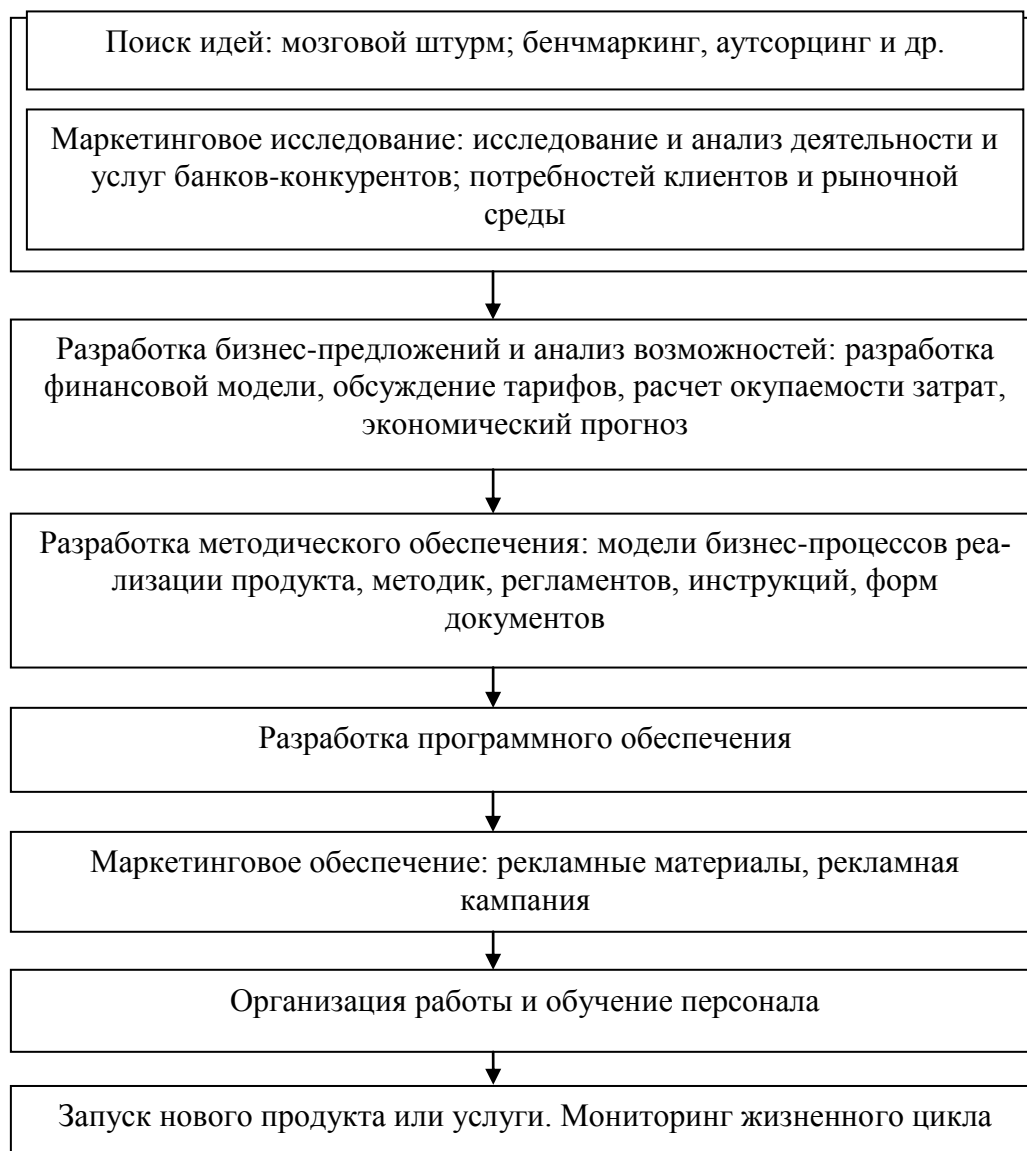 Поиск идей: мозговой штурм; бенчмаркинг, аутсорцинг и др.
Маркетинговое исследование: исследование и анализ деятельности и
услуг банков-конкурентов; потребностей клиентов и рыночной
среды
Разработка бизнес-предложений и анализ возможностей: разработка
финансовой модели, обсуждение тарифов, расчет окупаемости затрат,
экономический прогноз
Разработка методического обеспечения: модели бизнес-процессов реа-
лизации продукта, методик, регламентов, инструкций, форм
документов
Разработка программного обеспечения
Маркетинговое обеспечение: рекламные материалы, рекламная
кампания
Организация работы и обучение персонала
Запуск нового продукта или услуги. Мониторинг жизненного цикла